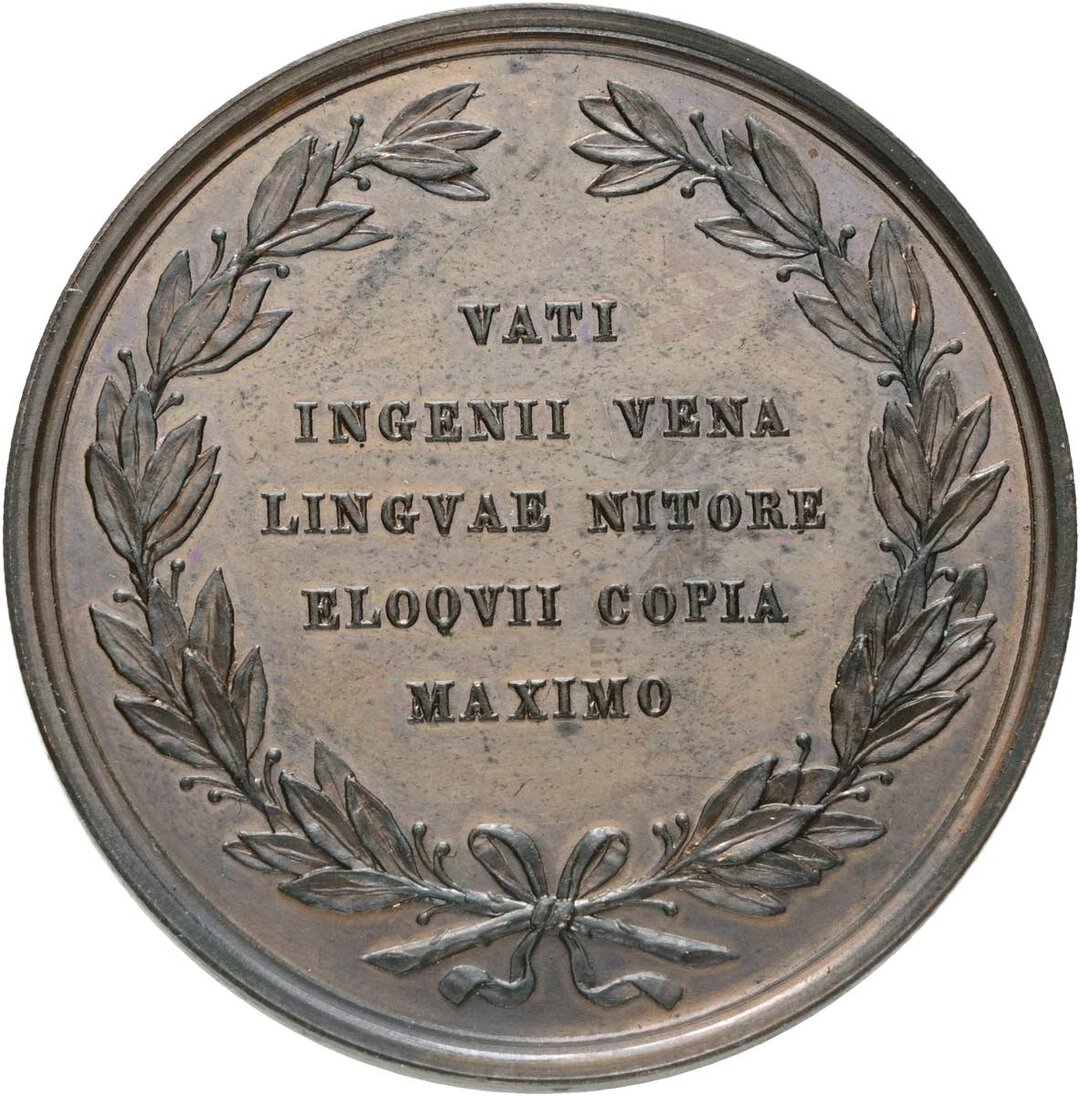 VATI
INGENII VENA
LINGVAE NITORE
ELOQVII COPIA
MAXIMO